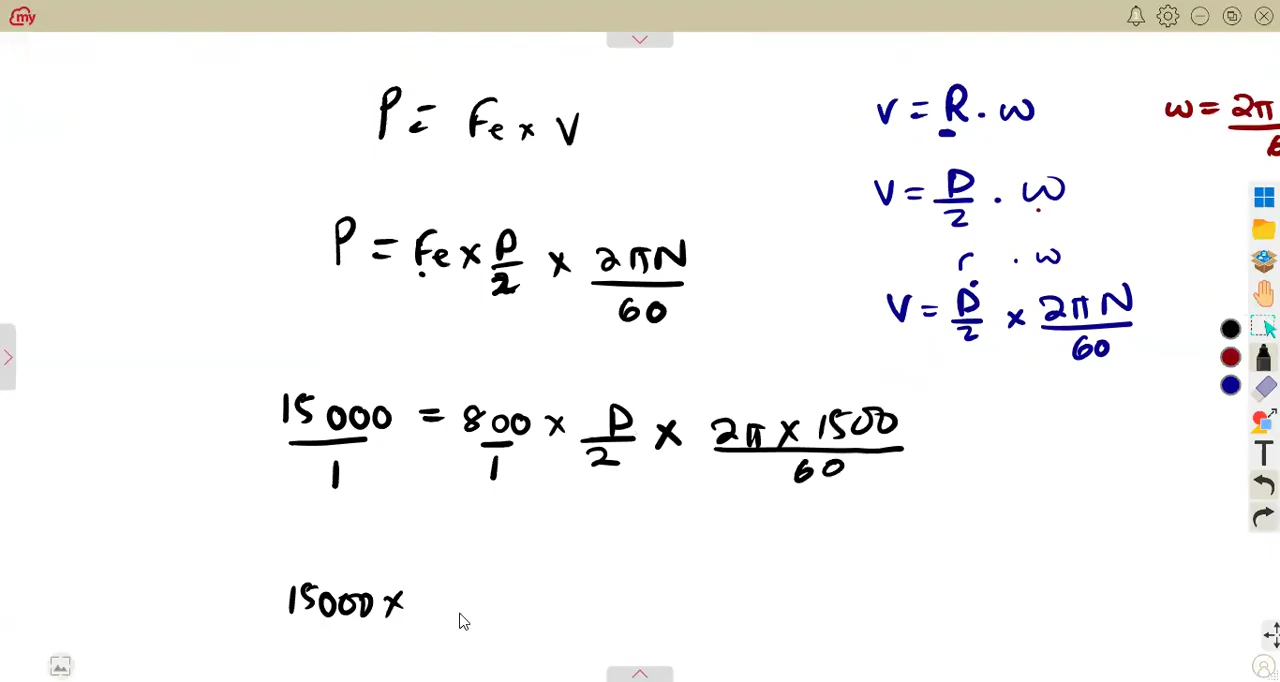 my
P = Fe × V
P = Fe × D/2 × 2πN/60
15000/1 = 800/1 × D/2 × 2π × 1500/60
15000 ×
V = R · ω
V = D/2 · ω
r · ω
V = D/2 × 2πN/60
ω = 2π
T